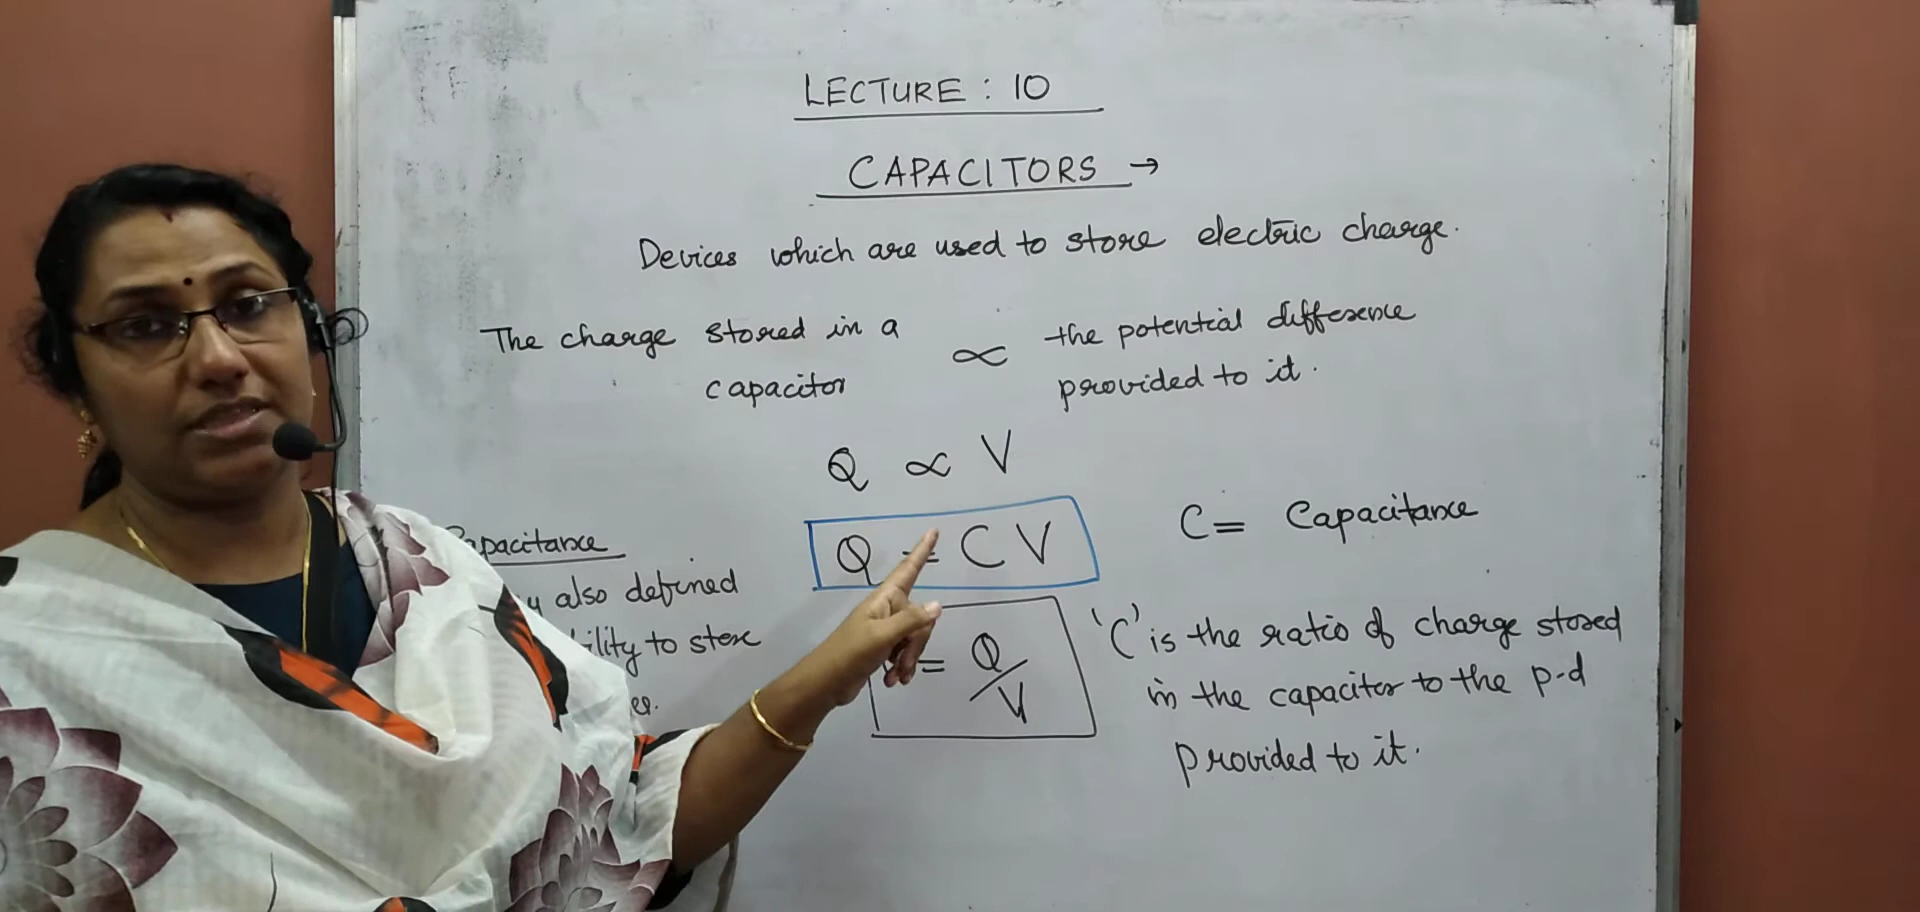 LECTURE : 10
CAPACITORS →
Devices which are used to store electric charge.
The charge stored in a capacitor ∝ the potential difference provided to it.
Q ∝ V
Q = C V
= Q/V
C = Capacitance
'C' is the ratio of charge stored
in the capacitor to the p.d
provided to it.
apacitance
also defined
ility to store